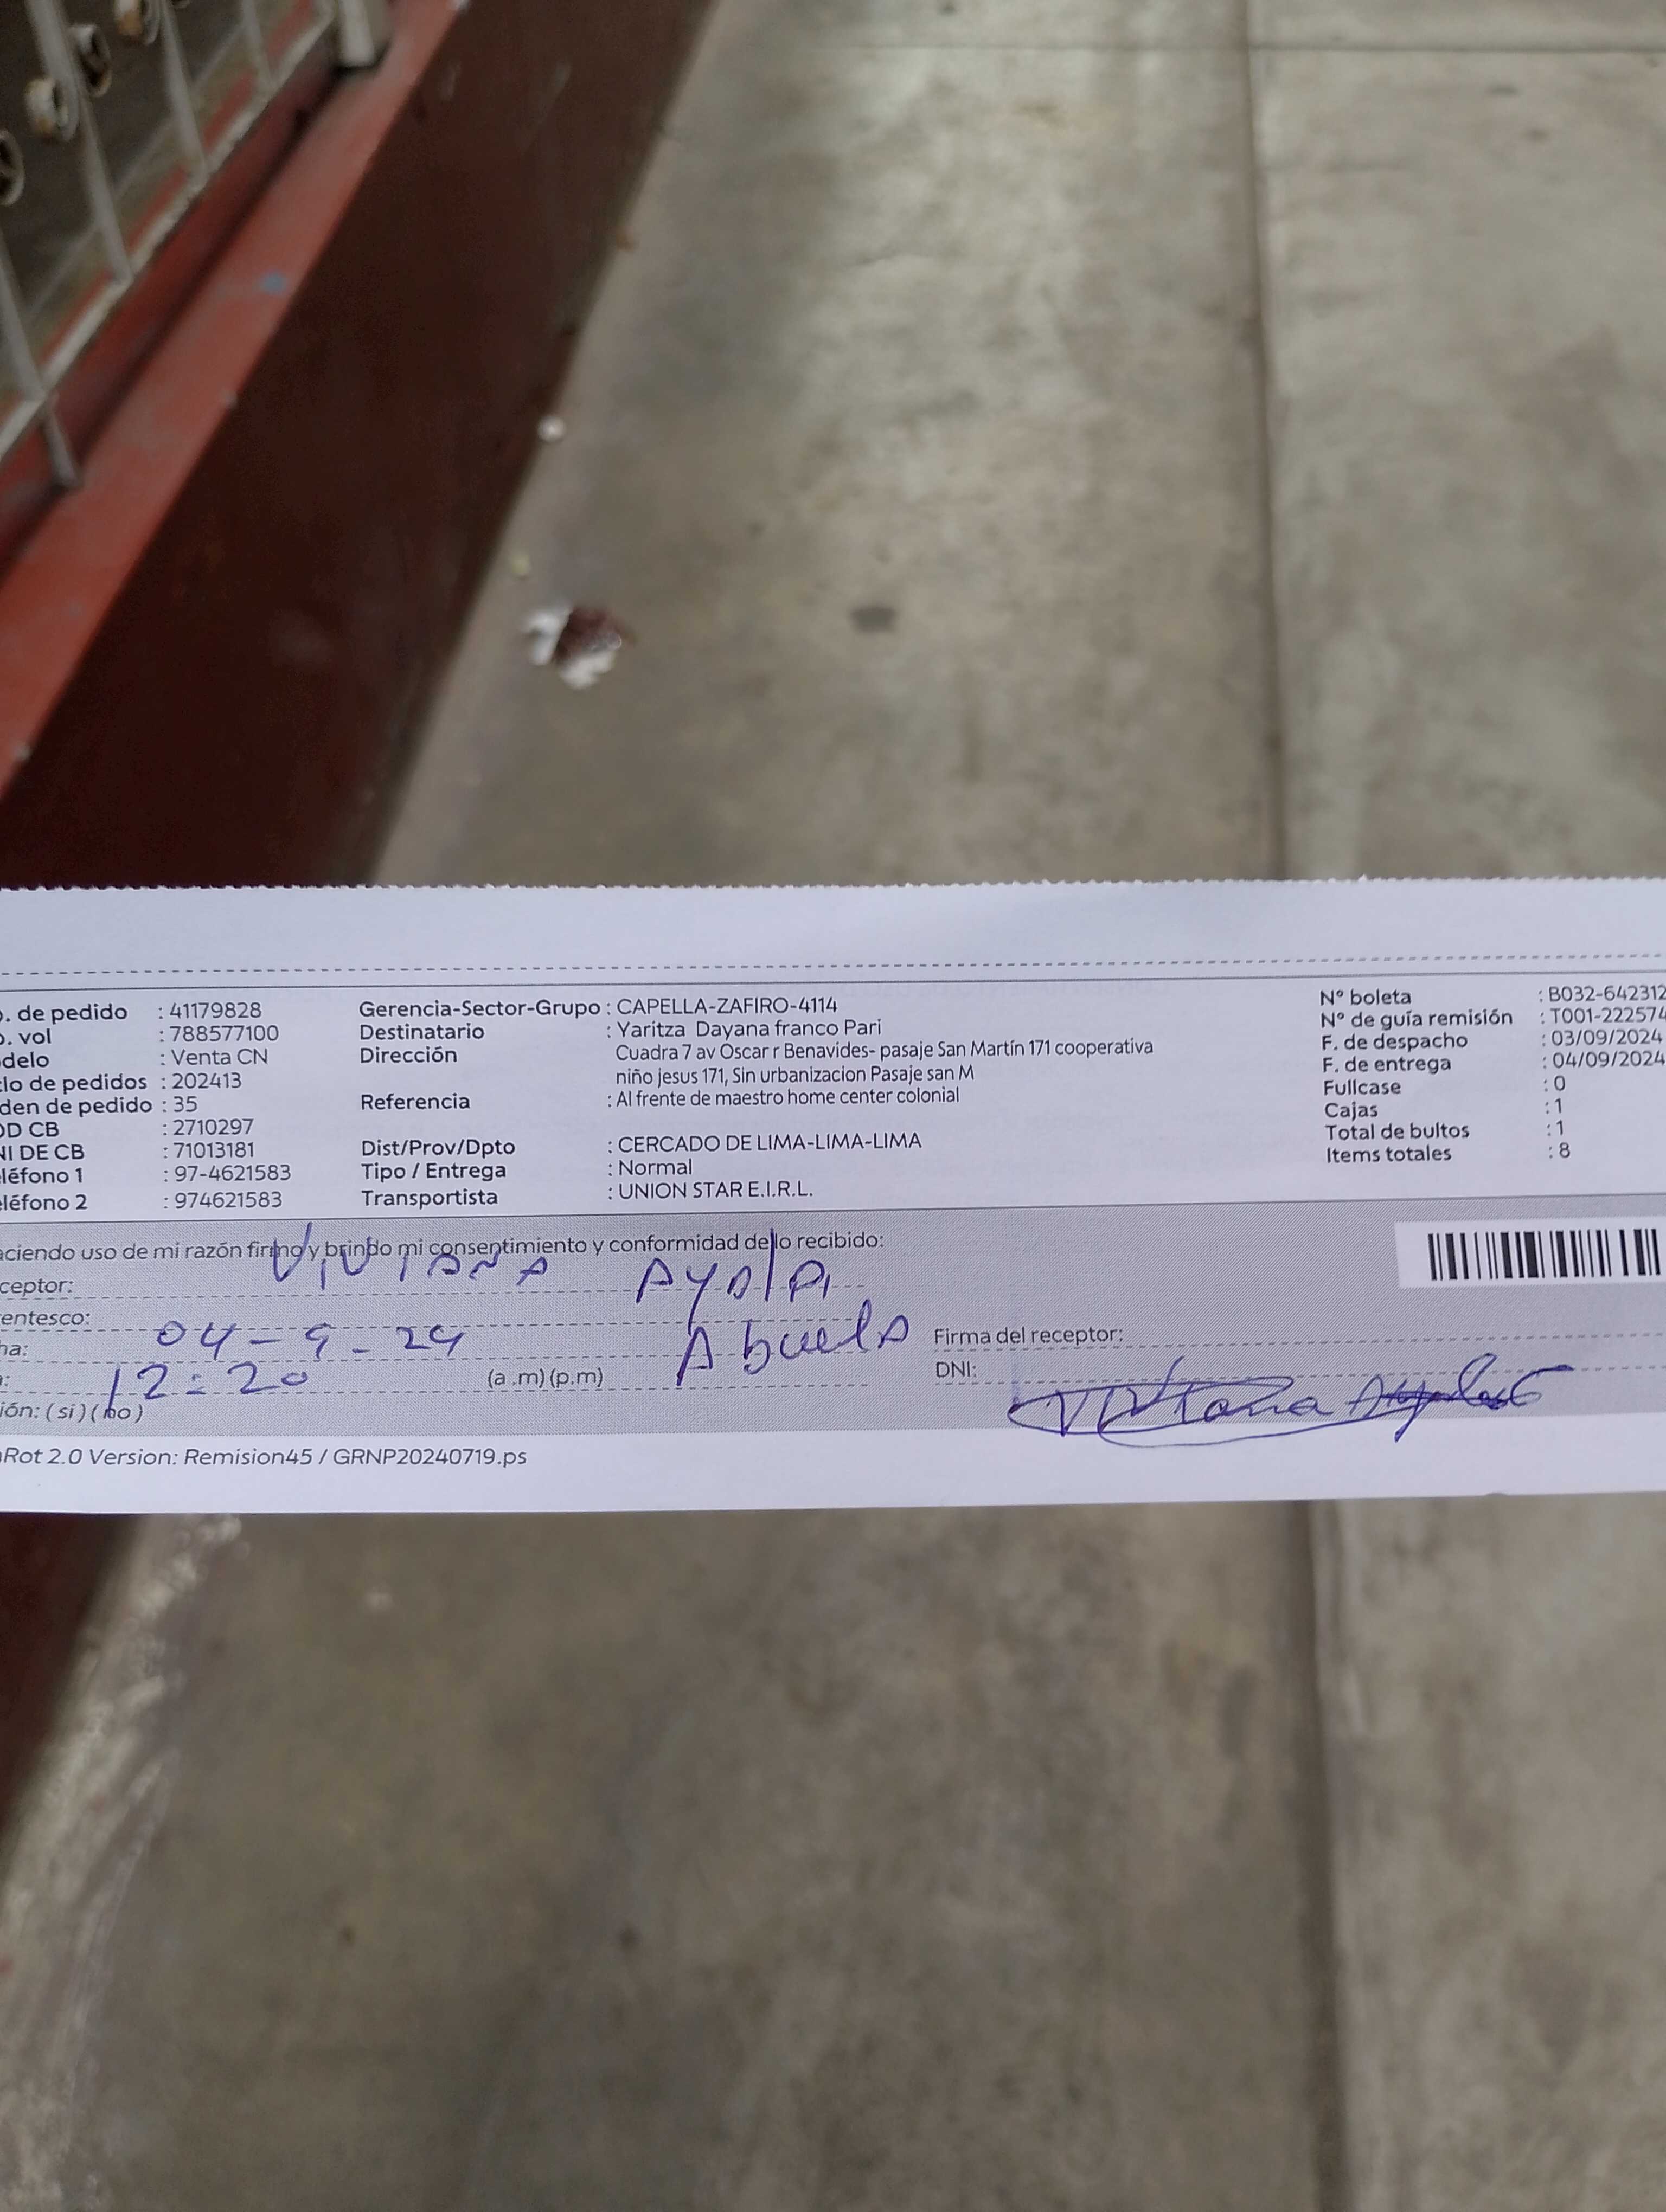 . de pedido : 41179828 Gerencia-Sector-Grupo : CAPELLA-ZAFIRO-4114 N° boleta : B032-642312
. vol : 788577100 Destinatario : Yaritza Dayana franco Pari N° de guía remisión : T001-222574
delo : Venta CN Dirección Cuadra 7 av Oscar r Benavides- pasaje San Martín 171 cooperativa F. de despacho : 03/09/2024
lo de pedidos : 202413 niño jesus 171, Sin urbanizacion Pasaje san M F. de entrega : 04/09/2024
den de pedido : 35 Referencia : Al frente de maestro home center colonial Fullcase : 0
D CB : 2710297 Cajas : 1
I DE CB : 71013181 Dist/Prov/Dpto : CERCADO DE LIMA-LIMA-LIMA Total de bultos : 1
léfono 1 : 97-4621583 Tipo / Entrega : Normal Items totales : 8
léfono 2 : 974621583 Transportista : UNION STAR E.I.R.L.
aciendo uso de mi razón firmo y brindo mi consentimiento y conformidad de lo recibido:
ceptor: Viviana Ayala
entesco: Abuela
ha: 04-9-24 Firma del receptor:
: 12:20 (a .m) (p.m) DNI:
ión: ( si ) ( no )
Rot 2.0 Version: Remision45 / GRNP20240719.ps